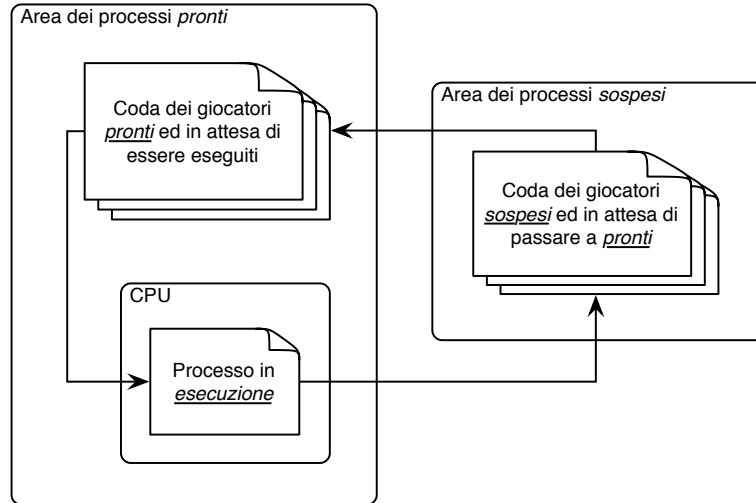 Area dei processi pronti
Coda dei giocatori
pronti ed in attesa di
essere eseguiti
Area dei processi sospesi
Coda dei giocatori
sospesi ed in attesa di
passare a pronti
CPU
Processo in
esecuzione